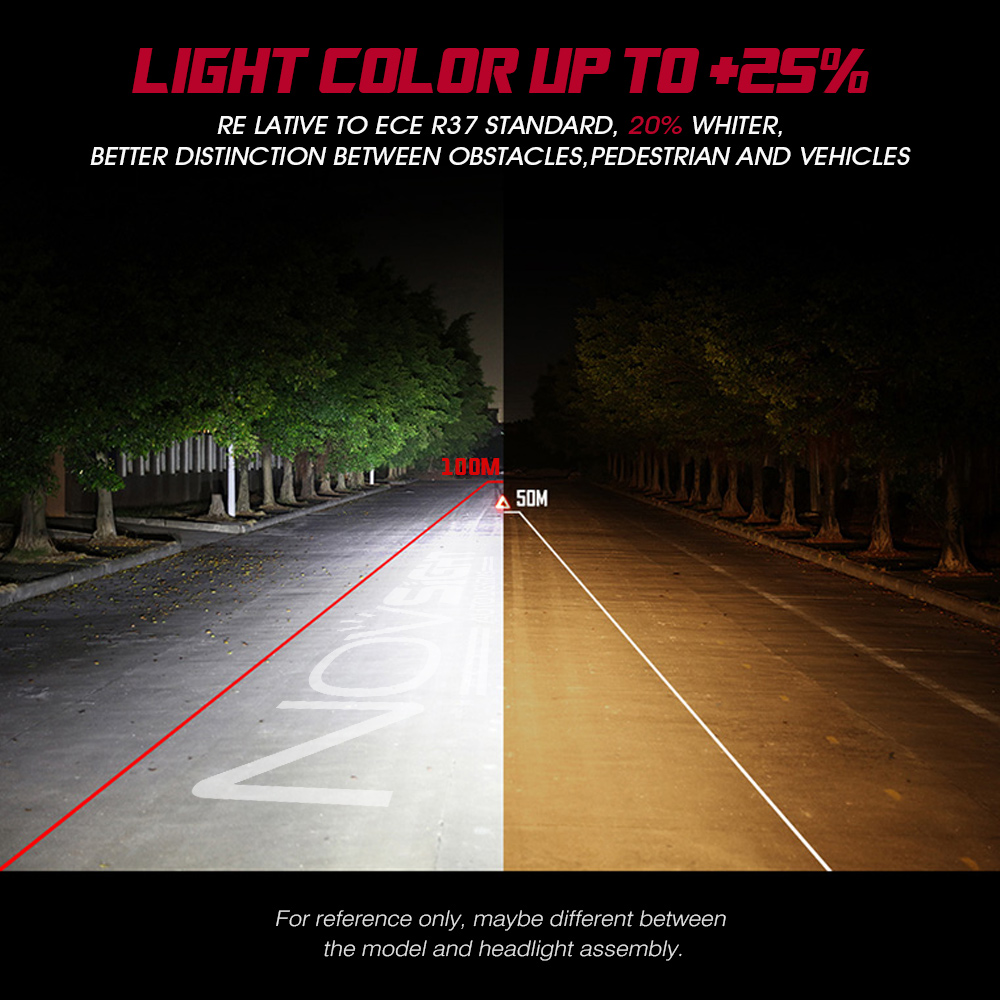 LIGHT COLOR UP TO +25%
RE LATIVE TO ECE R37 STANDARD, 20% WHITER,
BETTER DISTINCTION BETWEEN OBSTACLES,PEDESTRIAN AND VEHICLES
100M
50M
For reference only, maybe different between
the model and headlight assembly.